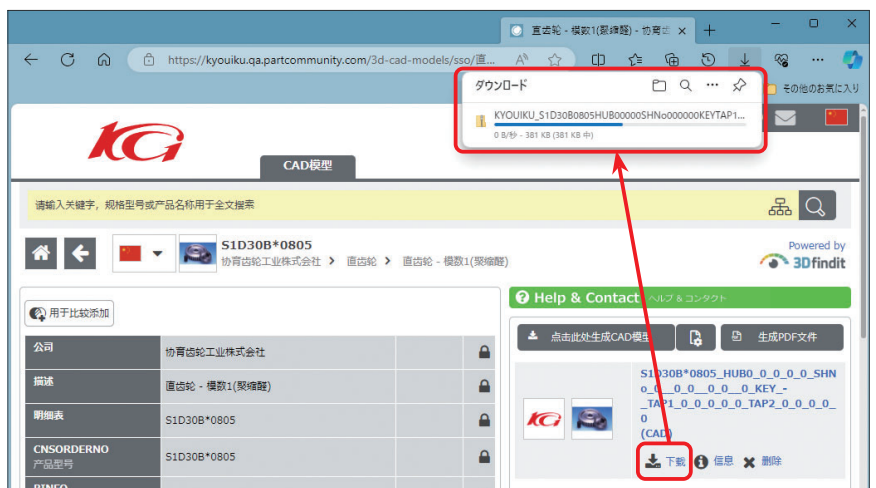 直齿轮 - 模数1(聚缩醛) - 协育齿
https://kyouiku.qa.partcommunity.com/3d-cad-models/sso/直...
その他のお気に入り
ダウンロード
KYOUIKU_S1D30B0805HUB00000SHNo000000KEYTAP1...
0 B/秒 - 381 KB (381 KB 中)
KG
CAD模型
请输入关键字，规格型号或产品名称用于全文搜索
S1D30B*0805
协育齿轮工业株式会社 > 直齿轮 > 直齿轮 - 模数1(聚缩醛)
Powered by
3Dfindit
用于比较添加
Help & Contact ヘルプ & コンタクト
点击此处生成CAD模型
生成PDF文件
公司
协育齿轮工业株式会社
描述
直齿轮 - 模数1(聚缩醛)
明细表
S1D30B*0805
CNSORDERNO
产品型号
S1D30B*0805
BINFO
KG
S1D30B*0805_HUB0_0_0_0_0_SHN
o_0__0_0__0_0__0_KEY_-
_TAP1_0_0_0_0_0_TAP2_0_0_0_0_
0
(CAD)
下载
信息
删除